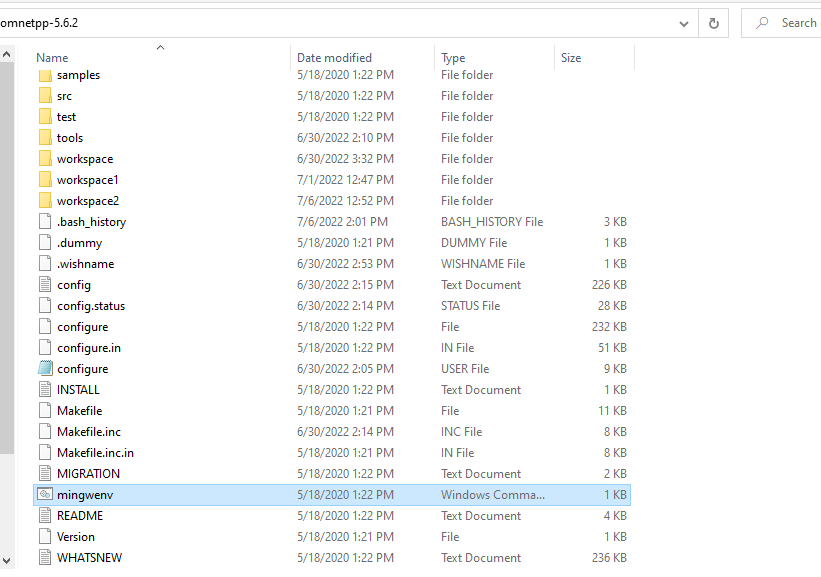 omnetpp-5.6.2 Search
Name Date modified Type Size
samples 5/18/2020 1:22 PM File folder
src 5/18/2020 1:22 PM File folder
test 5/18/2020 1:22 PM File folder
tools 6/30/2022 2:10 PM File folder
workspace 6/30/2022 3:32 PM File folder
workspace1 7/1/2022 12:47 PM File folder
workspace2 7/6/2022 12:52 PM File folder
.bash_history 7/6/2022 2:01 PM BASH_HISTORY File 3 KB
.dummy 5/18/2020 1:21 PM DUMMY File 1 KB
.wishname 6/30/2022 2:53 PM WISHNAME File 1 KB
config 6/30/2022 2:15 PM Text Document 226 KB
config.status 6/30/2022 2:14 PM STATUS File 28 KB
configure 5/18/2020 1:22 PM File 232 KB
configure.in 5/18/2020 1:22 PM IN File 51 KB
configure 6/30/2022 2:05 PM USER File 9 KB
INSTALL 5/18/2020 1:22 PM Text Document 1 KB
Makefile 5/18/2020 1:21 PM File 11 KB
Makefile.inc 6/30/2022 2:14 PM INC File 8 KB
Makefile.inc.in 5/18/2020 1:21 PM IN File 8 KB
MIGRATION 5/18/2020 1:22 PM Text Document 2 KB
mingwenv 5/18/2020 1:22 PM Windows Comma... 1 KB
README 5/18/2020 1:22 PM Text Document 4 KB
Version 5/18/2020 1:21 PM File 1 KB
WHATSNEW 5/18/2020 1:22 PM Text Document 236 KB